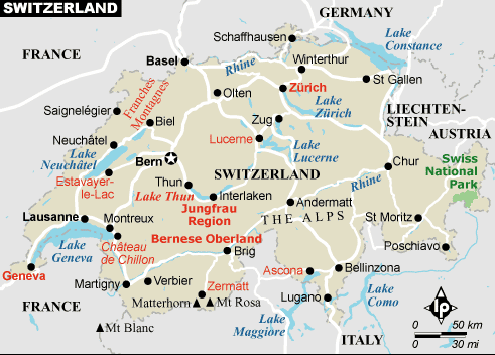 SWITZERLAND
GERMANY
Schaffhausen
Lake
Constance
FRANCE
Basel
Rhine
Winterthur
St Gallen
Olten
Zürich
Franches
Montagnes
Saignelégier
Biel
Zug
Lake
Zürich
LIECHTEN-
STEIN
AUSTRIA
Neuchâtel
Lucerne
Lake
Neuchâtel
Bern
Lake
Lucerne
Estavayer-
le-Lac
Thun
SWITZERLAND
Chur
Swiss
National
Park
Lake Thun
Interlaken
Rhine
Jungfrau
Region
Andermatt
Lausanne
Montreux
THE ALPS
St Moritz
Bernese Oberland
Lake
Geneva
Château
de Chillon
Brig
Poschiavo
Geneva
Ascona
Bellinzona
Martigny
Verbier
Zermatt
Lugano
Lake
Como
FRANCE
Matterhorn
Mt Rosa
Lake
Maggiore
Mt Blanc
ITALY
lp
0
50 km
0
30 mi